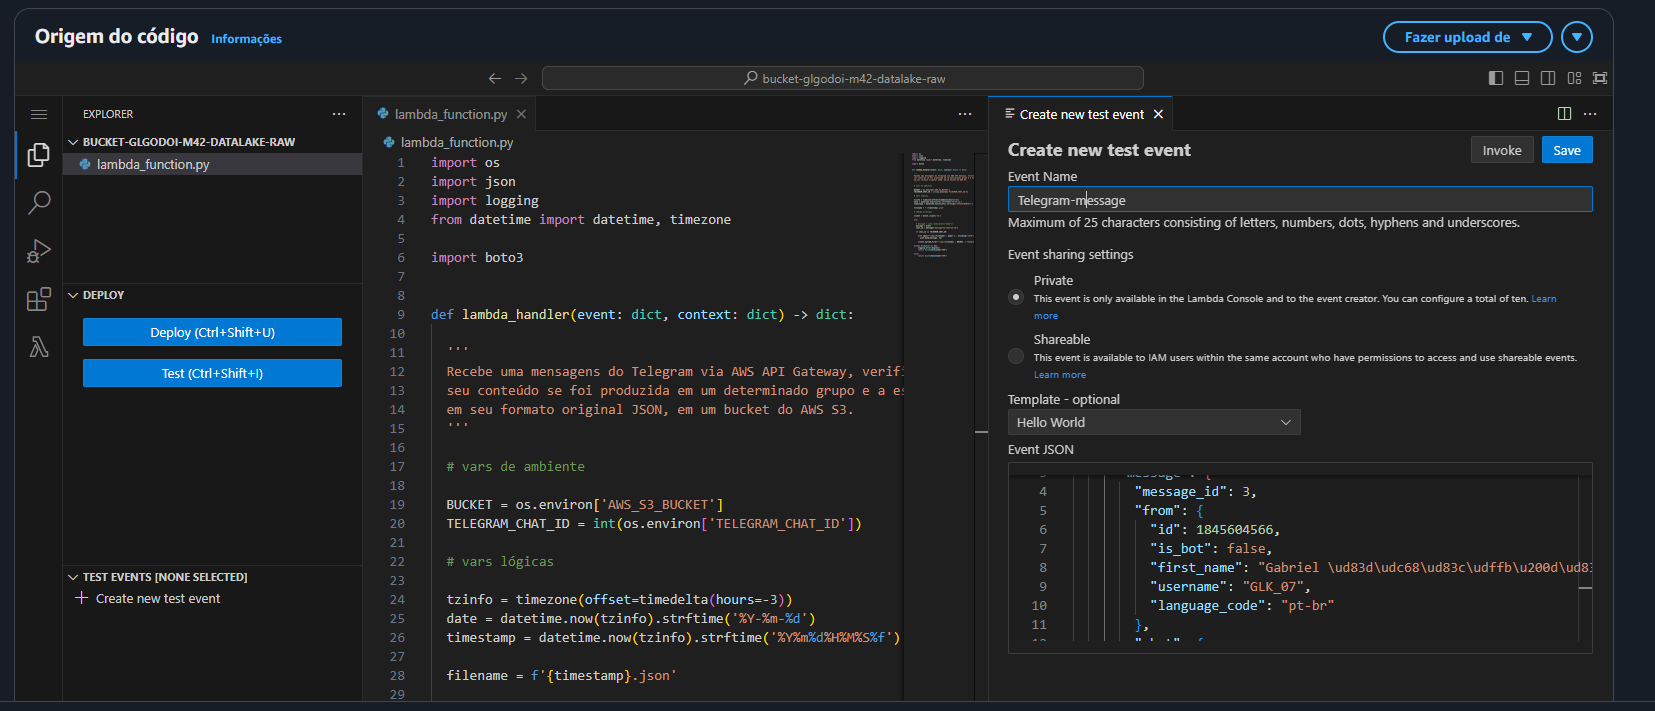 Origem do código Informações
Fazer upload de
bucket-glgodoi-m42-datalake-raw
EXPLORER
BUCKET-GLGODOI-M42-DATALAKE-RAW
lambda_function.py
DEPLOY
Deploy (Ctrl+Shift+U)
Test (Ctrl+Shift+I)
TEST EVENTS [NONE SELECTED]
Create new test event
lambda_function.py
lambda_function.py
1 import os
2 import json
3 import logging
4 from datetime import datetime, timezone
5
6 import boto3
7
8
9 def lambda_handler(event: dict, context: dict) -> dict:
10
11 '''
12 Recebe uma mensagens do Telegram via AWS API Gateway, verifi
13 seu conteúdo se foi produzida em um determinado grupo e a es
14 em seu formato original JSON, em um bucket do AWS S3.
15 '''
16
17 # vars de ambiente
18
19 BUCKET = os.environ['AWS_S3_BUCKET']
20 TELEGRAM_CHAT_ID = int(os.environ['TELEGRAM_CHAT_ID'])
21
22 # vars lógicas
23
24 tzinfo = timezone(offset=timedelta(hours=-3))
25 date = datetime.now(tzinfo).strftime('%Y-%m-%d')
26 timestamp = datetime.now(tzinfo).strftime('%Y%m%d%H%M%S%f')
27
28 filename = f'{timestamp}.json'
29
Create new test event
Create new test event
Invoke
Save
Event Name
Telegram-message
Maximum of 25 characters consisting of letters, numbers, dots, hyphens and underscores.
Event sharing settings
Private
This event is only available in the Lambda Console and to the event creator. You can configure a total of ten. Learn
more
Shareable
This event is available to IAM users within the same account who have permissions to access and use shareable events.
Learn more
Template - optional
Hello World
Event JSON
4 "message_id": 3,
5 "from": {
6 "id": 1845604566,
7 "is_bot": false,
8 "first_name": "Gabriel \ud83d\udc68\ud83c\udffb\u200d\ud83
9 "username": "GLK_07",
10 "language_code": "pt-br"
11 },